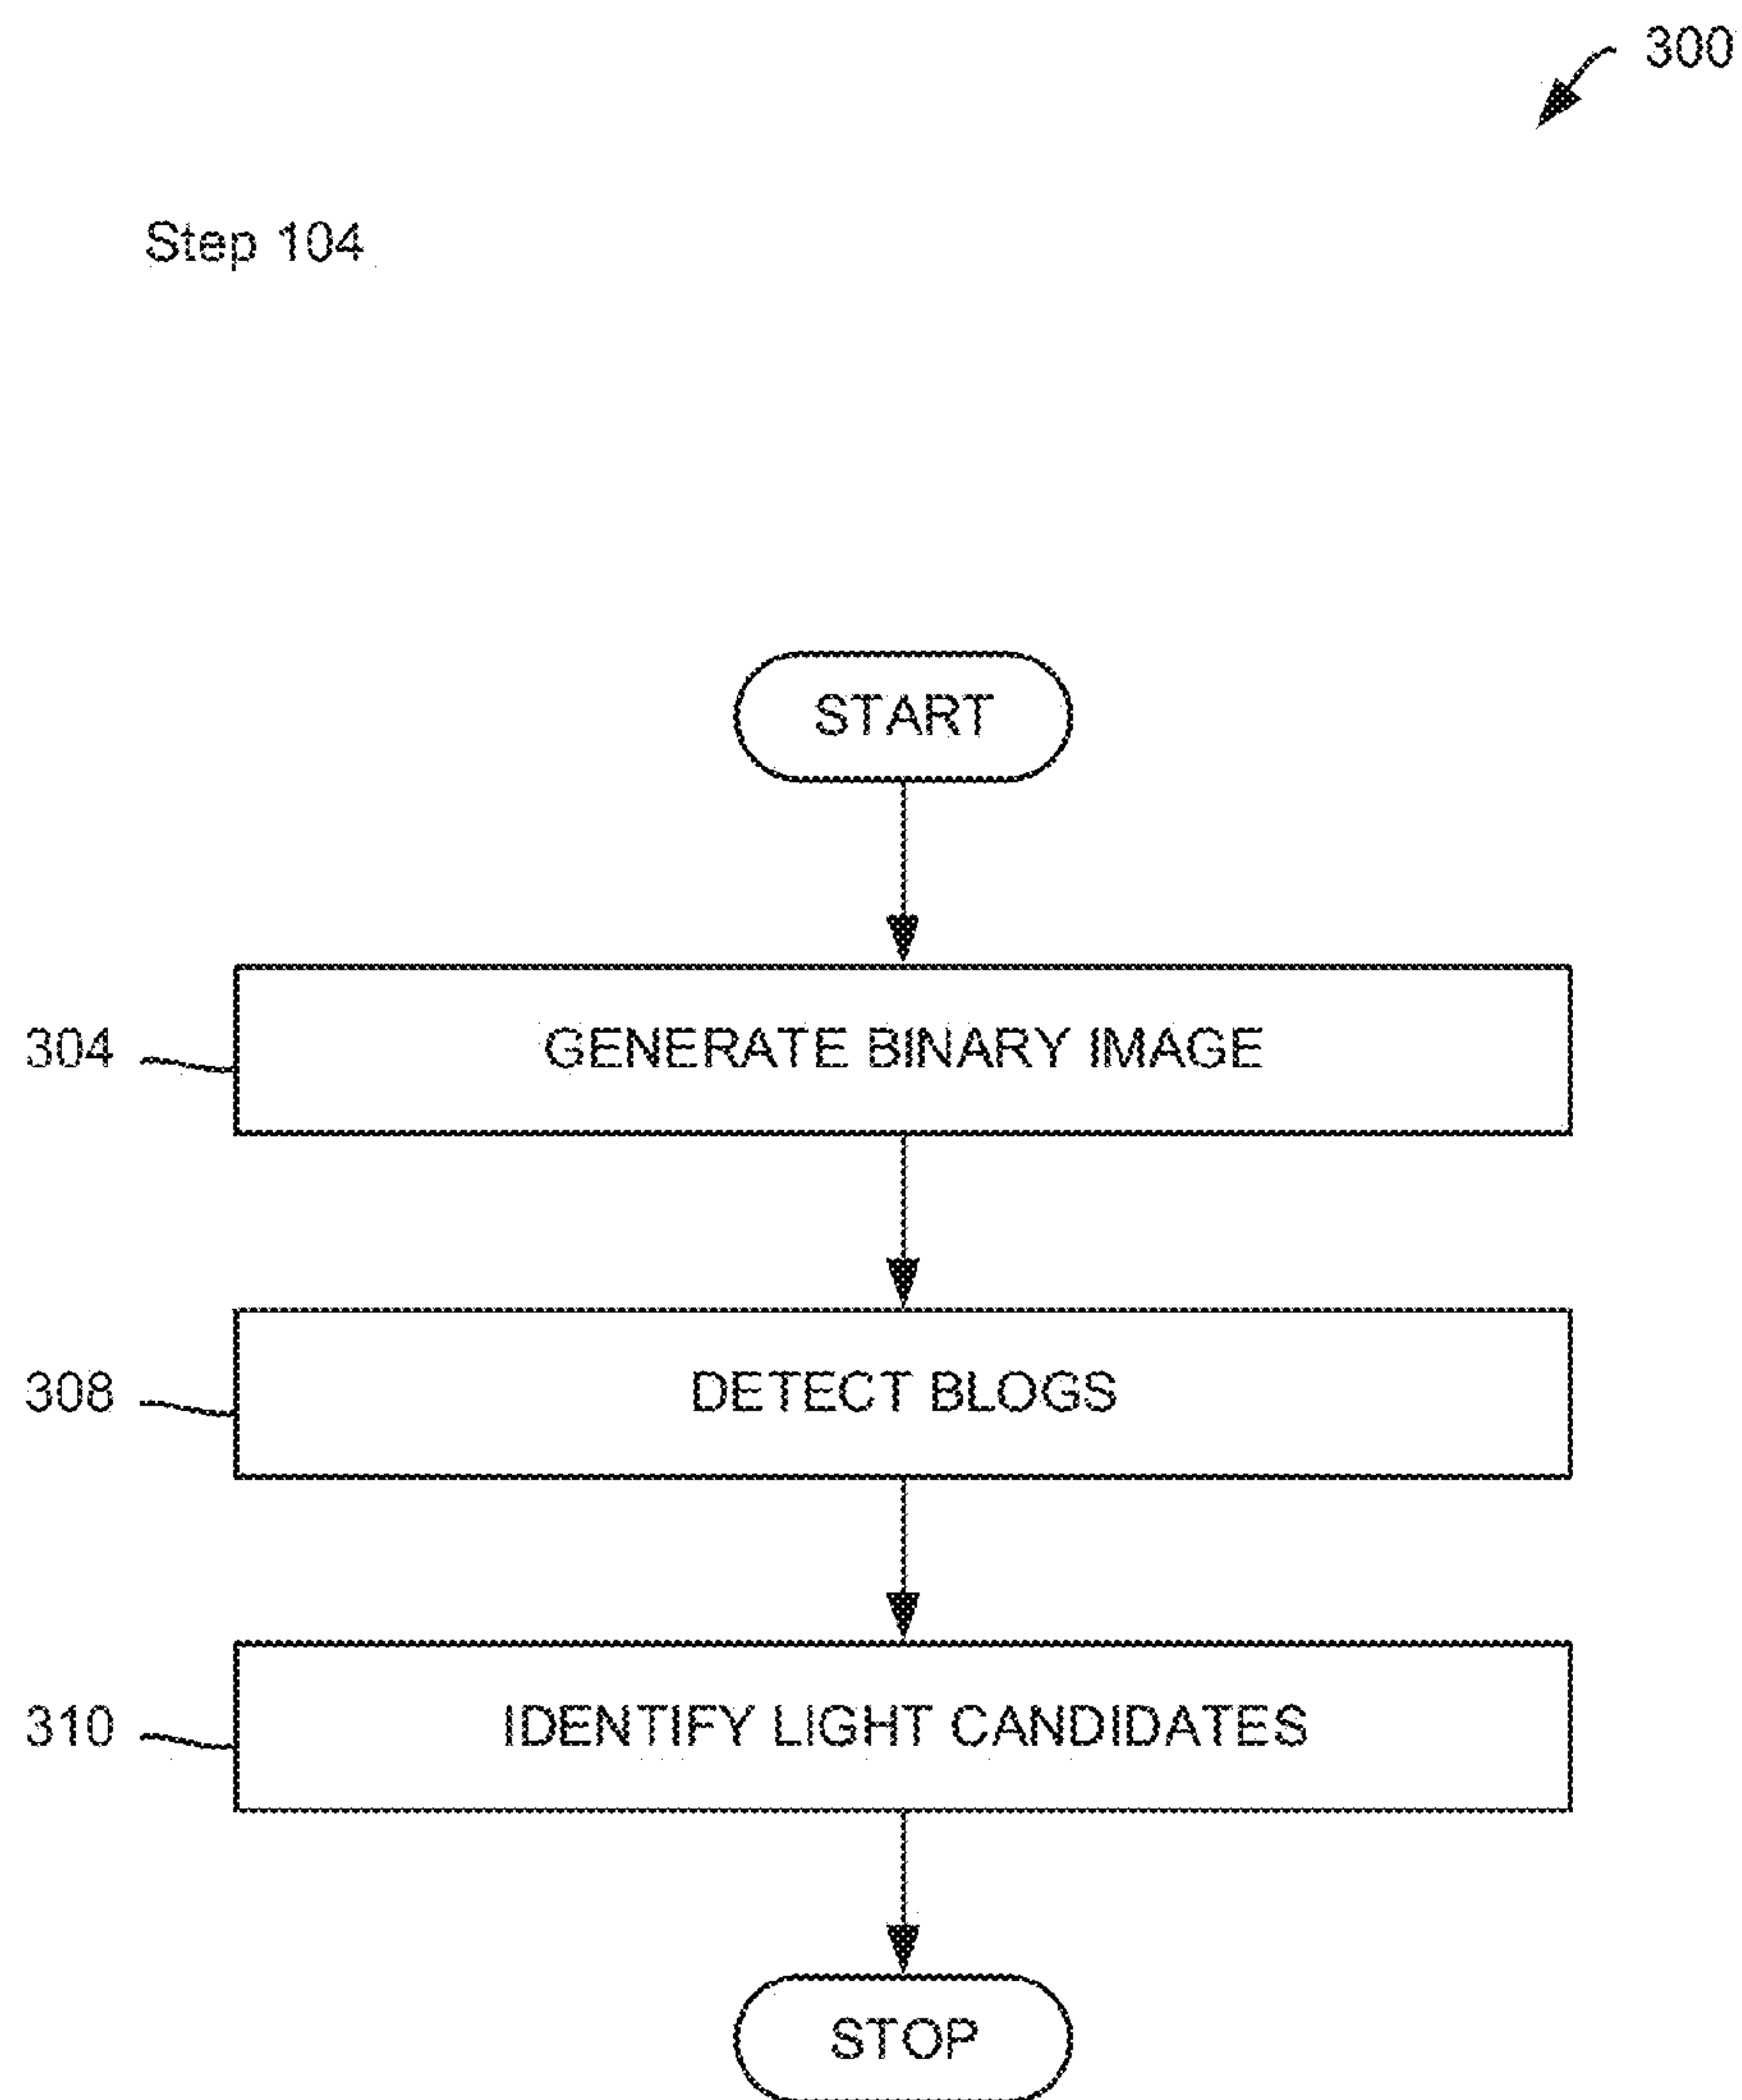 300
Step 104
START
304
GENERATE BINARY IMAGE
308
DETECT BLOGS
310
IDENTIFY LIGHT CANDIDATES
STOP